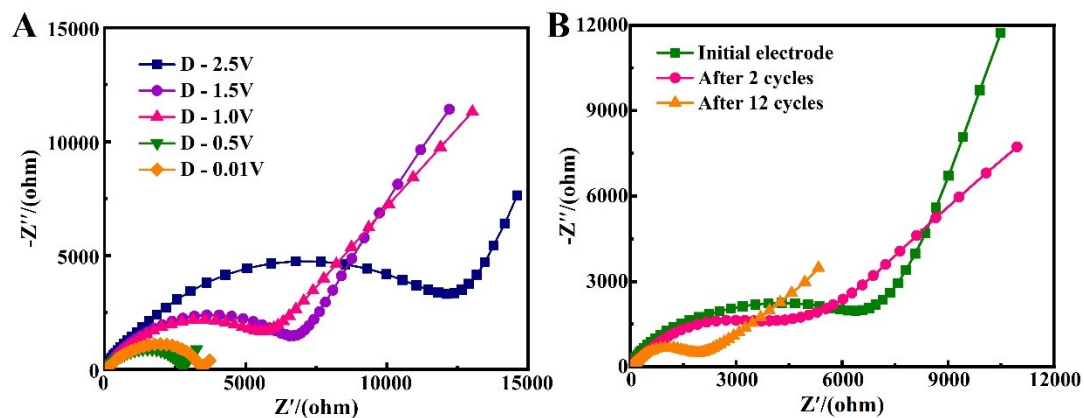 A
15000
10000
5000
0
-Z''/(ohm)
D - 2.5V
D - 1.5V
D - 1.0V
D - 0.5V
D - 0.01V
0 5000 10000 15000
Z'/(ohm)
B
12000
9000
6000
3000
0
-Z''/(ohm)
Initial electrode
After 2 cycles
After 12 cycles
0 3000 6000 9000 12000
Z'/(ohm)